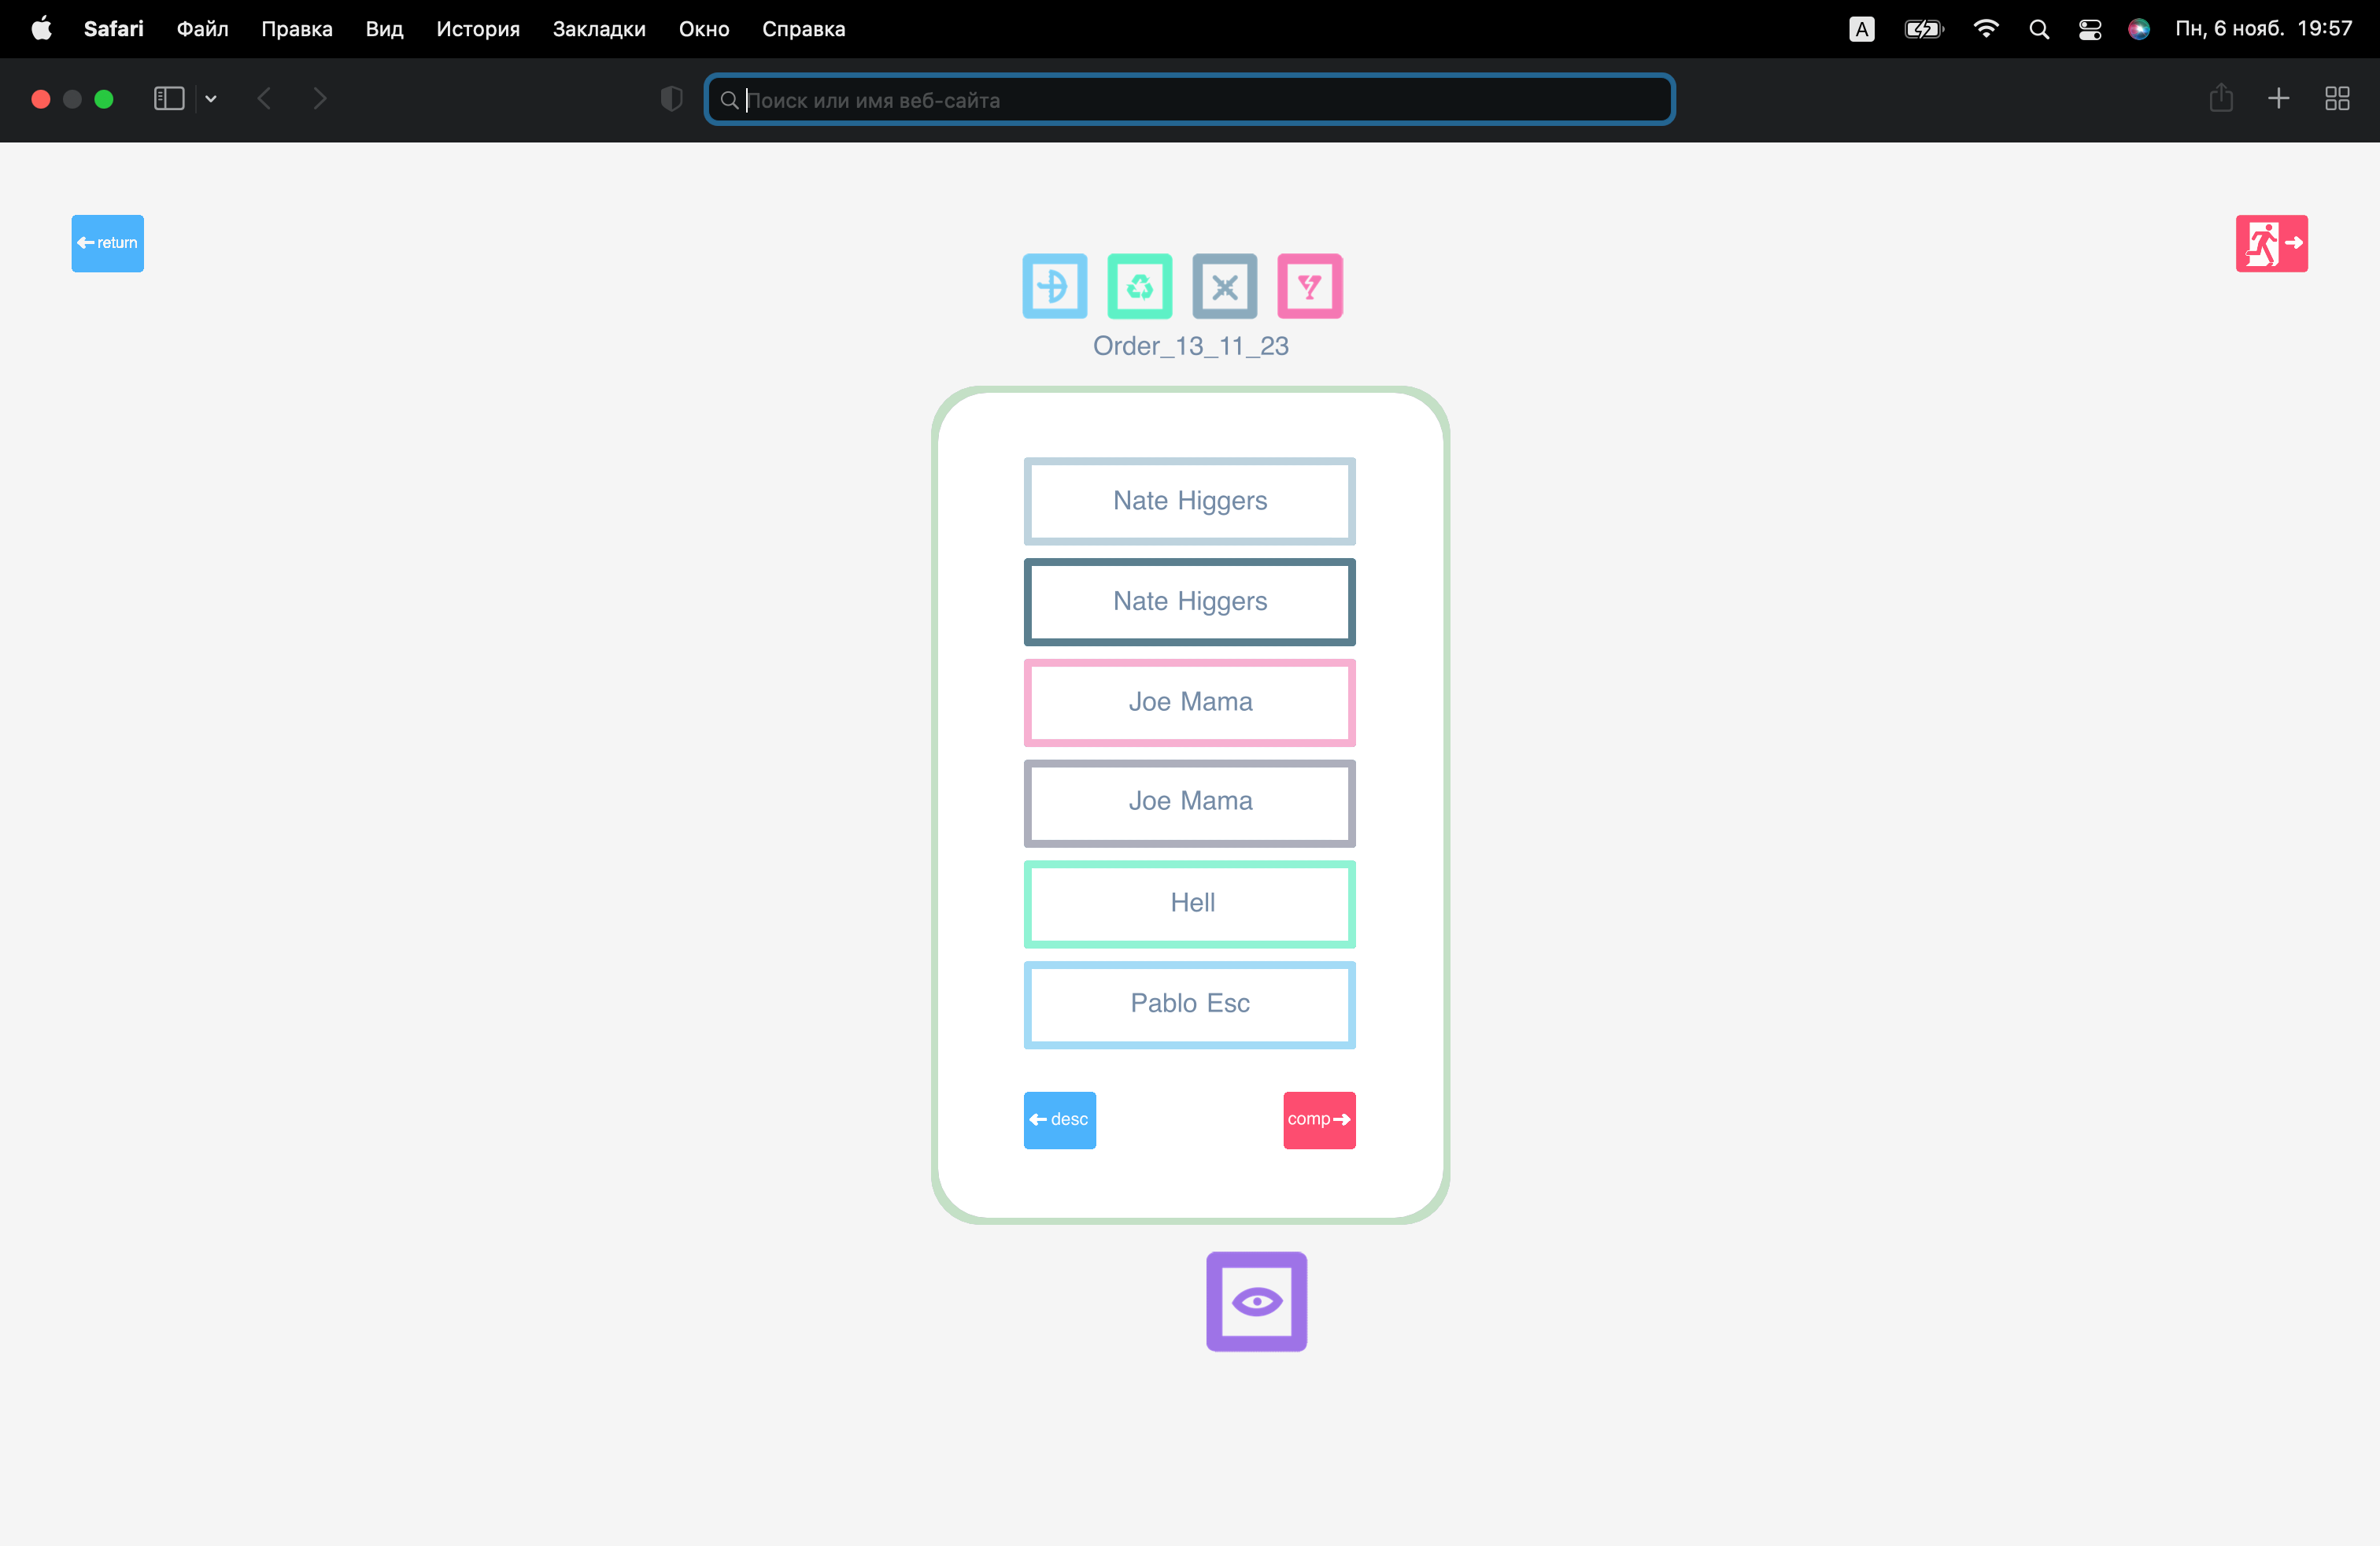 Safari Файл Правка Вид История Закладки Окно Справка A Пн, 6 нояб. 19:57
Поиск или имя веб-сайта
return
Order_13_11_23
Nate Higgers
Nate Higgers
Joe Mama
Joe Mama
Hell
Pablo Esc
desc comp